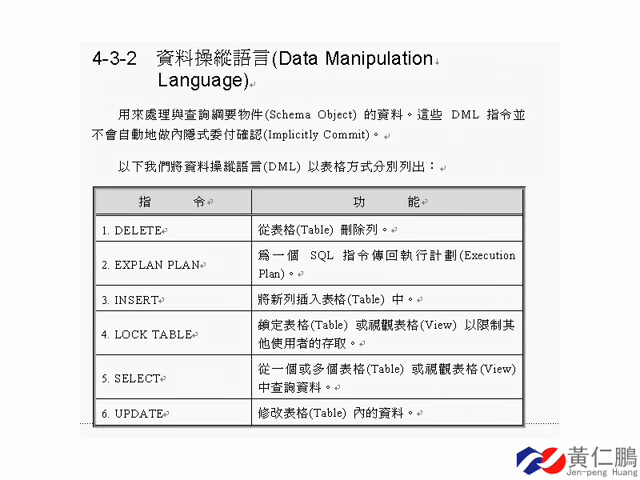 4-3-2 資料操縱語言(Data Manipulation
Language)
用來處理與查詢綱要物件(Schema Object) 的資料。這些 DML 指令並
不會自動地做內隱式委付確認(Implicitly Commit)。
以下我們將資料操縱語言(DML) 以表格方式分別列出：
指 令 功 能
1. DELETE 從表格(Table) 刪除列。
2. EXPLAN PLAN 為一個 SQL 指令傳回執行計劃(Execution
Plan)。
3. INSERT 將新列插入表格(Table) 中。
4. LOCK TABLE 鎖定表格(Table) 或視觀表格(View) 以限制其
他使用者的存取。
5. SELECT 從一個或多個表格(Table) 或視觀表格(View)
中查詢資料。
6. UPDATE 修改表格(Table) 內的資料。
黃仁鵬
Jen-peng Huang